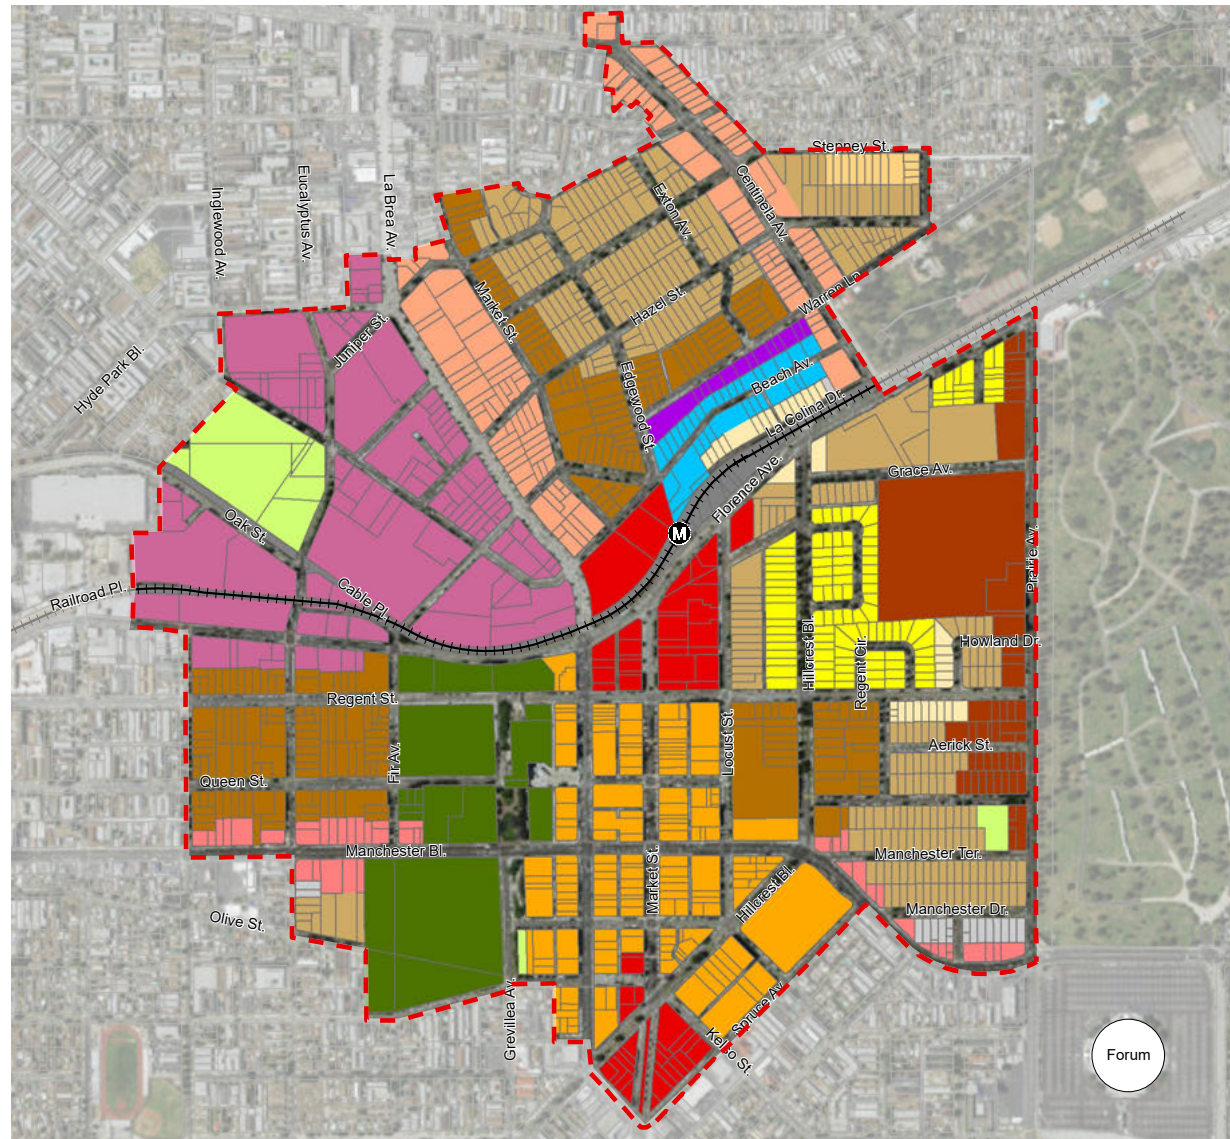 Stepney St.
Centinela Av.
Exton Av.
Eucalyptus Av.
La Brea Av.
Inglewood Av.
Warren Ln.
Hazel St.
Market St.
Juniper St.
Hyde Park Bl.
Edgewood St.
Beach Av.
La Colina Dr.
Grace Av.
Florence Ave.
M
Oak St.
Prairie Av.
Cable Pl.
Railroad Pl.
Howland Dr.
Hillcrest Bl.
Regent Cir.
Regent St.
Locust St.
Aerick St.
Fir Av.
Queen St.
Manchester Bl.
Manchester Ter.
Market St.
Hillcrest Bl.
Manchester Dr.
Olive St.
Grevillea Av.
Spruce Av.
Kelso St.
Forum